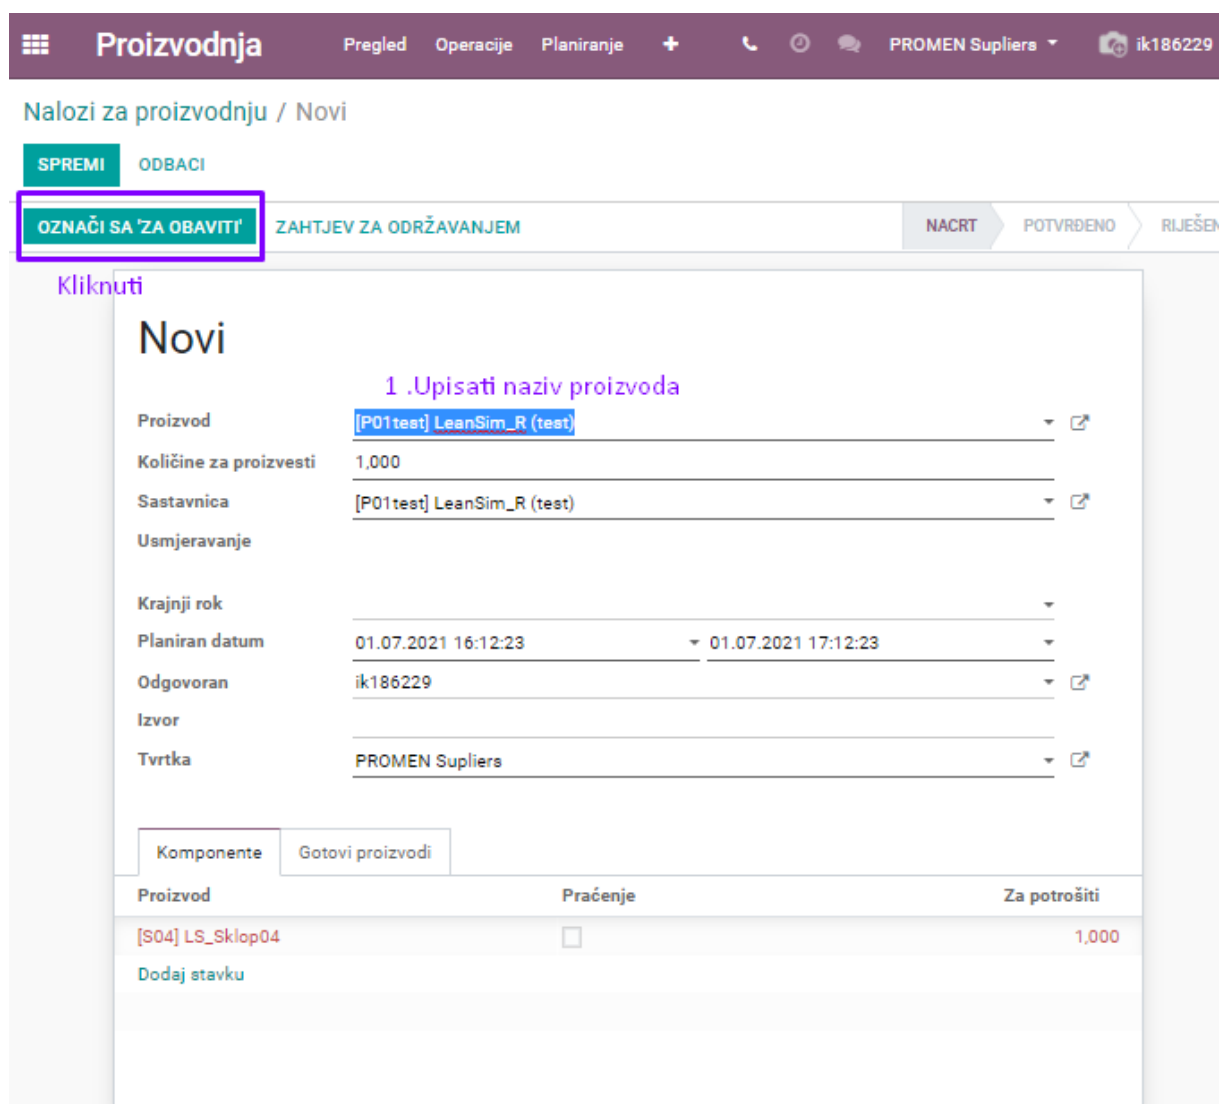 Proizvodnja Pregled Operacije Planiranje + PROMEN Supliers ik186229
Nalozi za proizvodnju / Novi
SPREMI ODBACI
OZNAČI SA 'ZA OBAVITI' ZAHTJEV ZA ODRŽAVANJEM NACRT POTVRĐENO RIJEŠEN
Kliknuti
Novi
1 .Upisati naziv proizvoda
Proizvod [P01test] LeanSim_R (test)
Količine za proizvesti 1,000
Sastavnica [P01test] LeanSim_R (test)
Usmjeravanje
Krajnji rok
Planiran datum 01.07.2021 16:12:23 01.07.2021 17:12:23
Odgovoran ik186229
Izvor
Tvrtka PROMEN Supliers
Komponente Gotovi proizvodi
Proizvod Praćenje Za potrošiti
[S04] LS_Sklop04 1,000
Dodaj stavku